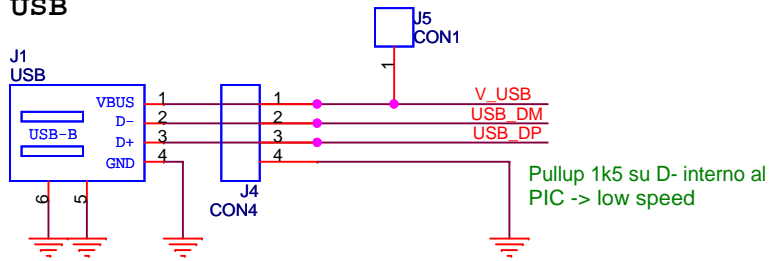 USB
J5
CON1
1
J1
USB
VBUS 1
D- 2
D+ 3
GND 4
USB-B
6
5
1
2
3
4
J4
CON4
V_USB
USB_DM
USB_DP
Pullup 1k5 su D- interno al
PIC -> low speed